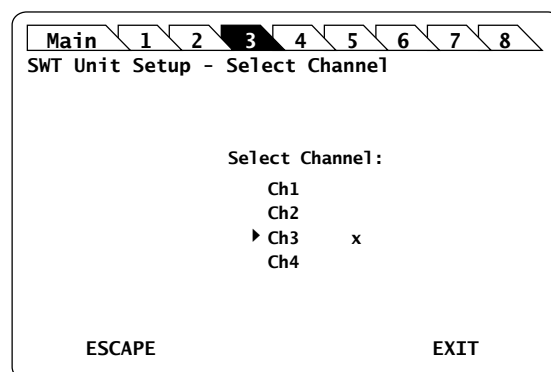 Main 1 2 3 4 5 6 7 8
SWT Unit Setup - Select Channel
Select Channel:
Ch1
Ch2
Ch3 x
Ch4
ESCAPE EXIT